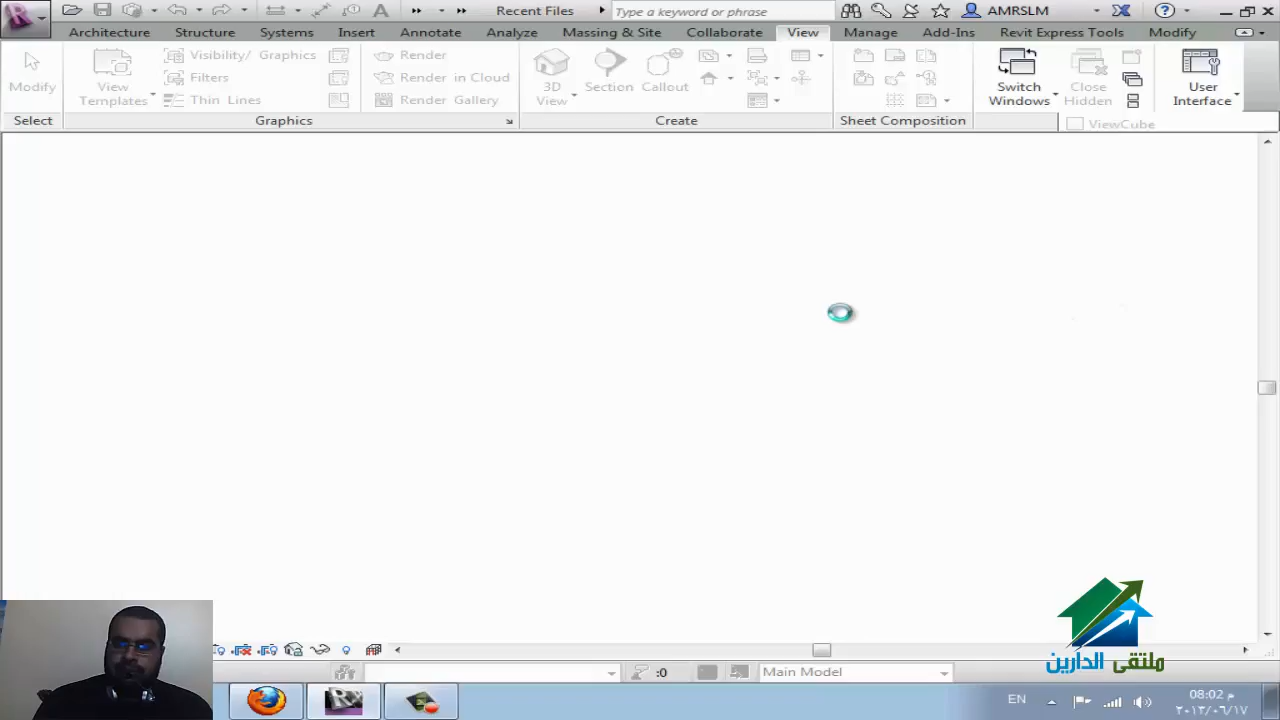 Recent Files
Type a keyword or phrase
AMRSLM
Architecture Structure Systems Insert Annotate Analyze Massing & Site Collaborate View Manage Add-Ins Revit Express Tools Modify
Modify
View Templates
Visibility/ Graphics
Filters
Thin Lines
Render
Render in Cloud
Render Gallery
3D View
Section
Callout
Switch Windows
Close Hidden
User Interface
Select
Graphics
Create
Sheet Composition
ViewCube
ملتقى الدارين
:0
Main Model
EN
08:02 م
٢٠١٣/٠٦/١٧